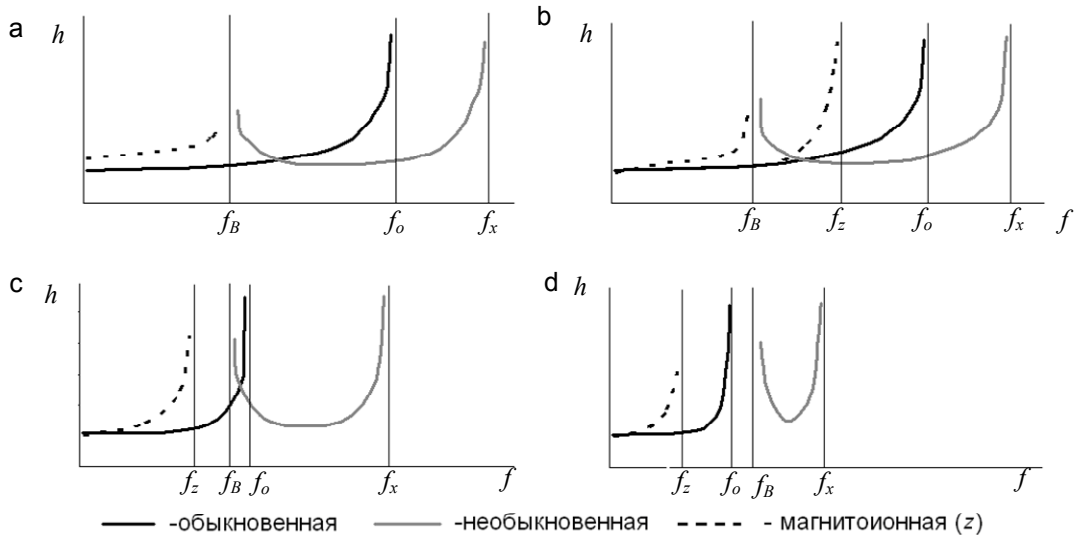 a
h
f_B f_o f_x
b
h
f_B f_z f_o f_x f
c
h
f_z f_B f_o f_x f
d
h
f_z f_o f_B f_x f
-обыкновенная -необыкновенная - магнитоионная (z)